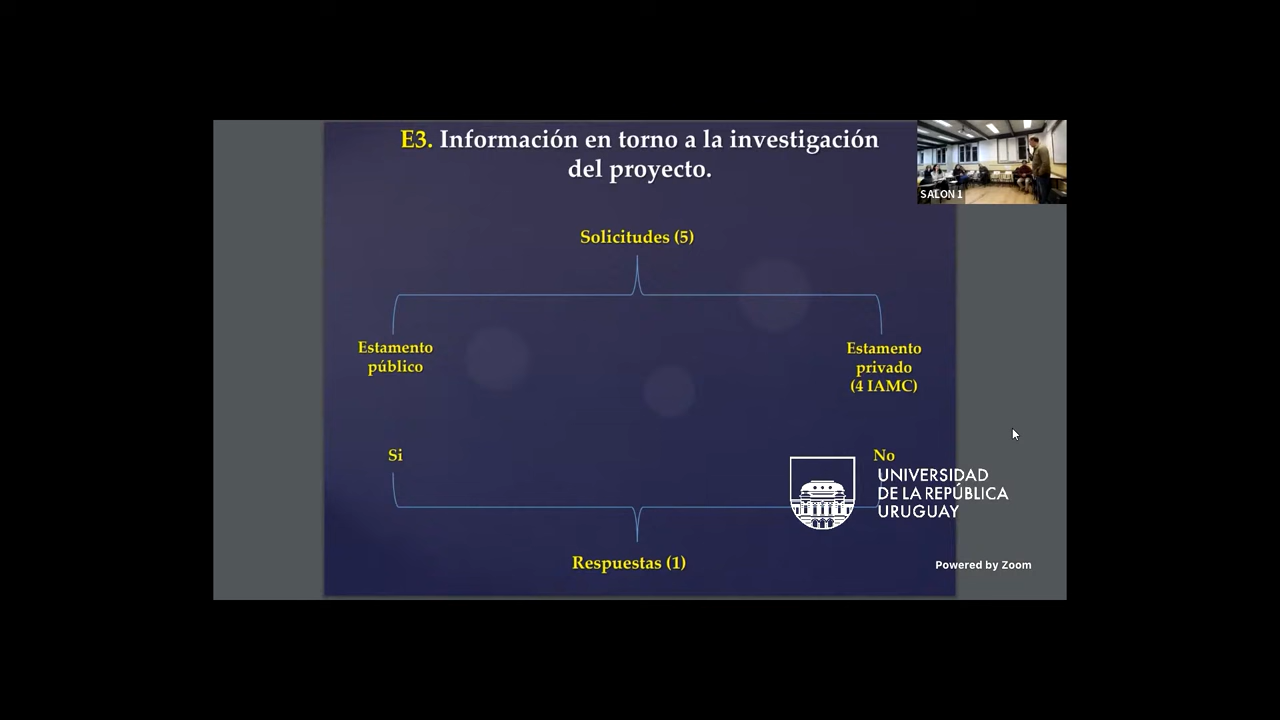 E3. Información en torno a la investigación
del proyecto.
SALON 1
Solicitudes (5)
Estamento
público
Estamento
privado
(4 IAMC)
Si
No
UNIVERSIDAD
DE LA REPÚBLICA
URUGUAY
Respuestas (1)
Powered by Zoom